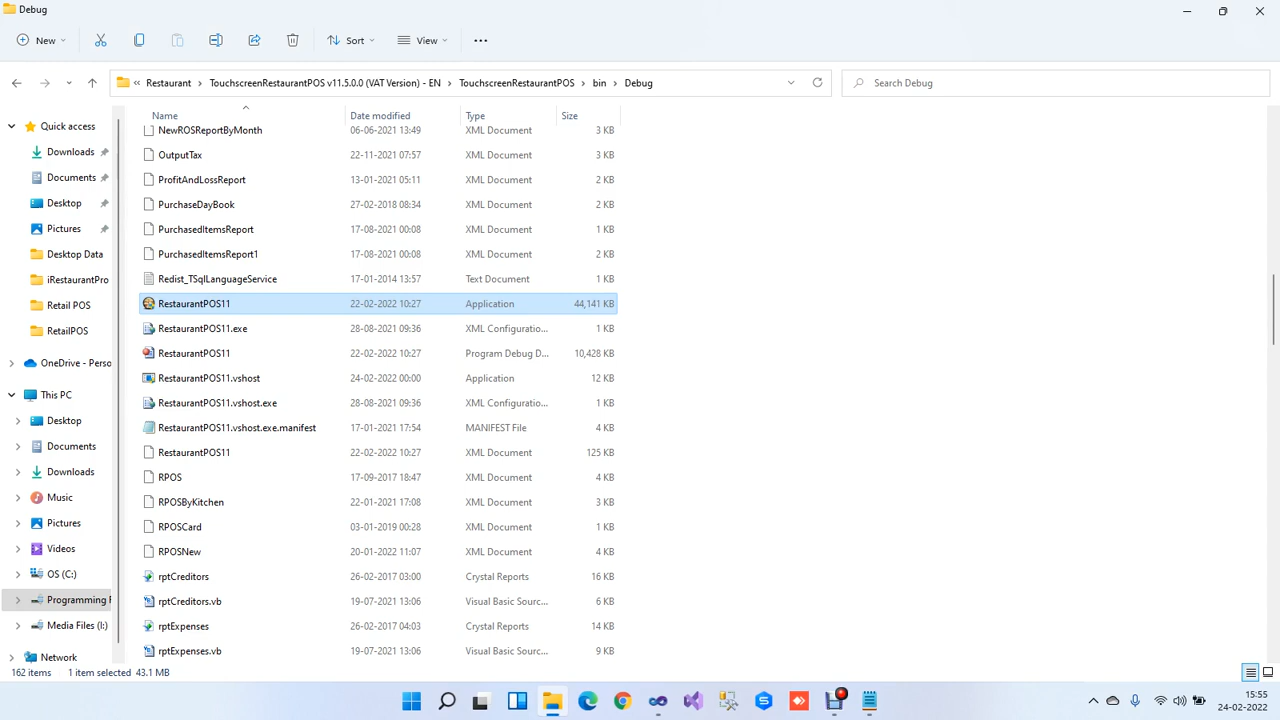 Debug
New
Sort
View
« Restaurant > TouchscreenRestaurantPOS v11.5.0.0 (VAT Version) - EN > TouchscreenRestaurantPOS > bin > Debug
Search Debug
Name Date modified Type Size
NewROSReportByMonth 06-06-2021 13:49 XML Document 3 KB
OutputTax 22-11-2021 07:57 XML Document 3 KB
ProfitAndLossReport 13-01-2021 05:11 XML Document 2 KB
PurchaseDayBook 27-02-2018 08:34 XML Document 2 KB
PurchasedItemsReport 17-08-2021 00:08 XML Document 1 KB
PurchasedItemsReport1 17-08-2021 00:08 XML Document 2 KB
Redist_TSqlLanguageService 17-01-2014 13:57 Text Document 1 KB
RestaurantPOS11 22-02-2022 10:27 Application 44,141 KB
RestaurantPOS11.exe 28-08-2021 09:36 XML Configuratio... 1 KB
RestaurantPOS11 22-02-2022 10:27 Program Debug D... 10,428 KB
RestaurantPOS11.vshost 24-02-2022 00:00 Application 12 KB
RestaurantPOS11.vshost.exe 28-08-2021 09:36 XML Configuratio... 1 KB
RestaurantPOS11.vshost.exe.manifest 17-01-2021 17:54 MANIFEST File 4 KB
RestaurantPOS11 22-02-2022 10:27 XML Document 125 KB
RPOS 17-09-2017 18:47 XML Document 4 KB
RPOSByKitchen 22-01-2021 17:08 XML Document 3 KB
RPOSCard 03-01-2019 00:28 XML Document 1 KB
RPOSNew 20-01-2022 11:07 XML Document 4 KB
rptCreditors 26-02-2017 03:00 Crystal Reports 16 KB
rptCreditors.vb 19-07-2021 13:06 Visual Basic Sourc... 6 KB
rptExpenses 26-02-2017 04:03 Crystal Reports 14 KB
rptExpenses.vb 19-07-2021 13:06 Visual Basic Sourc... 9 KB
Quick access
Downloads
Documents
Desktop
Pictures
Desktop Data
iRestaurantPro
Retail POS
RetailPOS
OneDrive - Perso
This PC
Desktop
Documents
Downloads
Music
Pictures
Videos
OS (C:)
Programming F
Media Files (I:)
Network
162 items 1 item selected 43.1 MB
15:55
24-02-2022